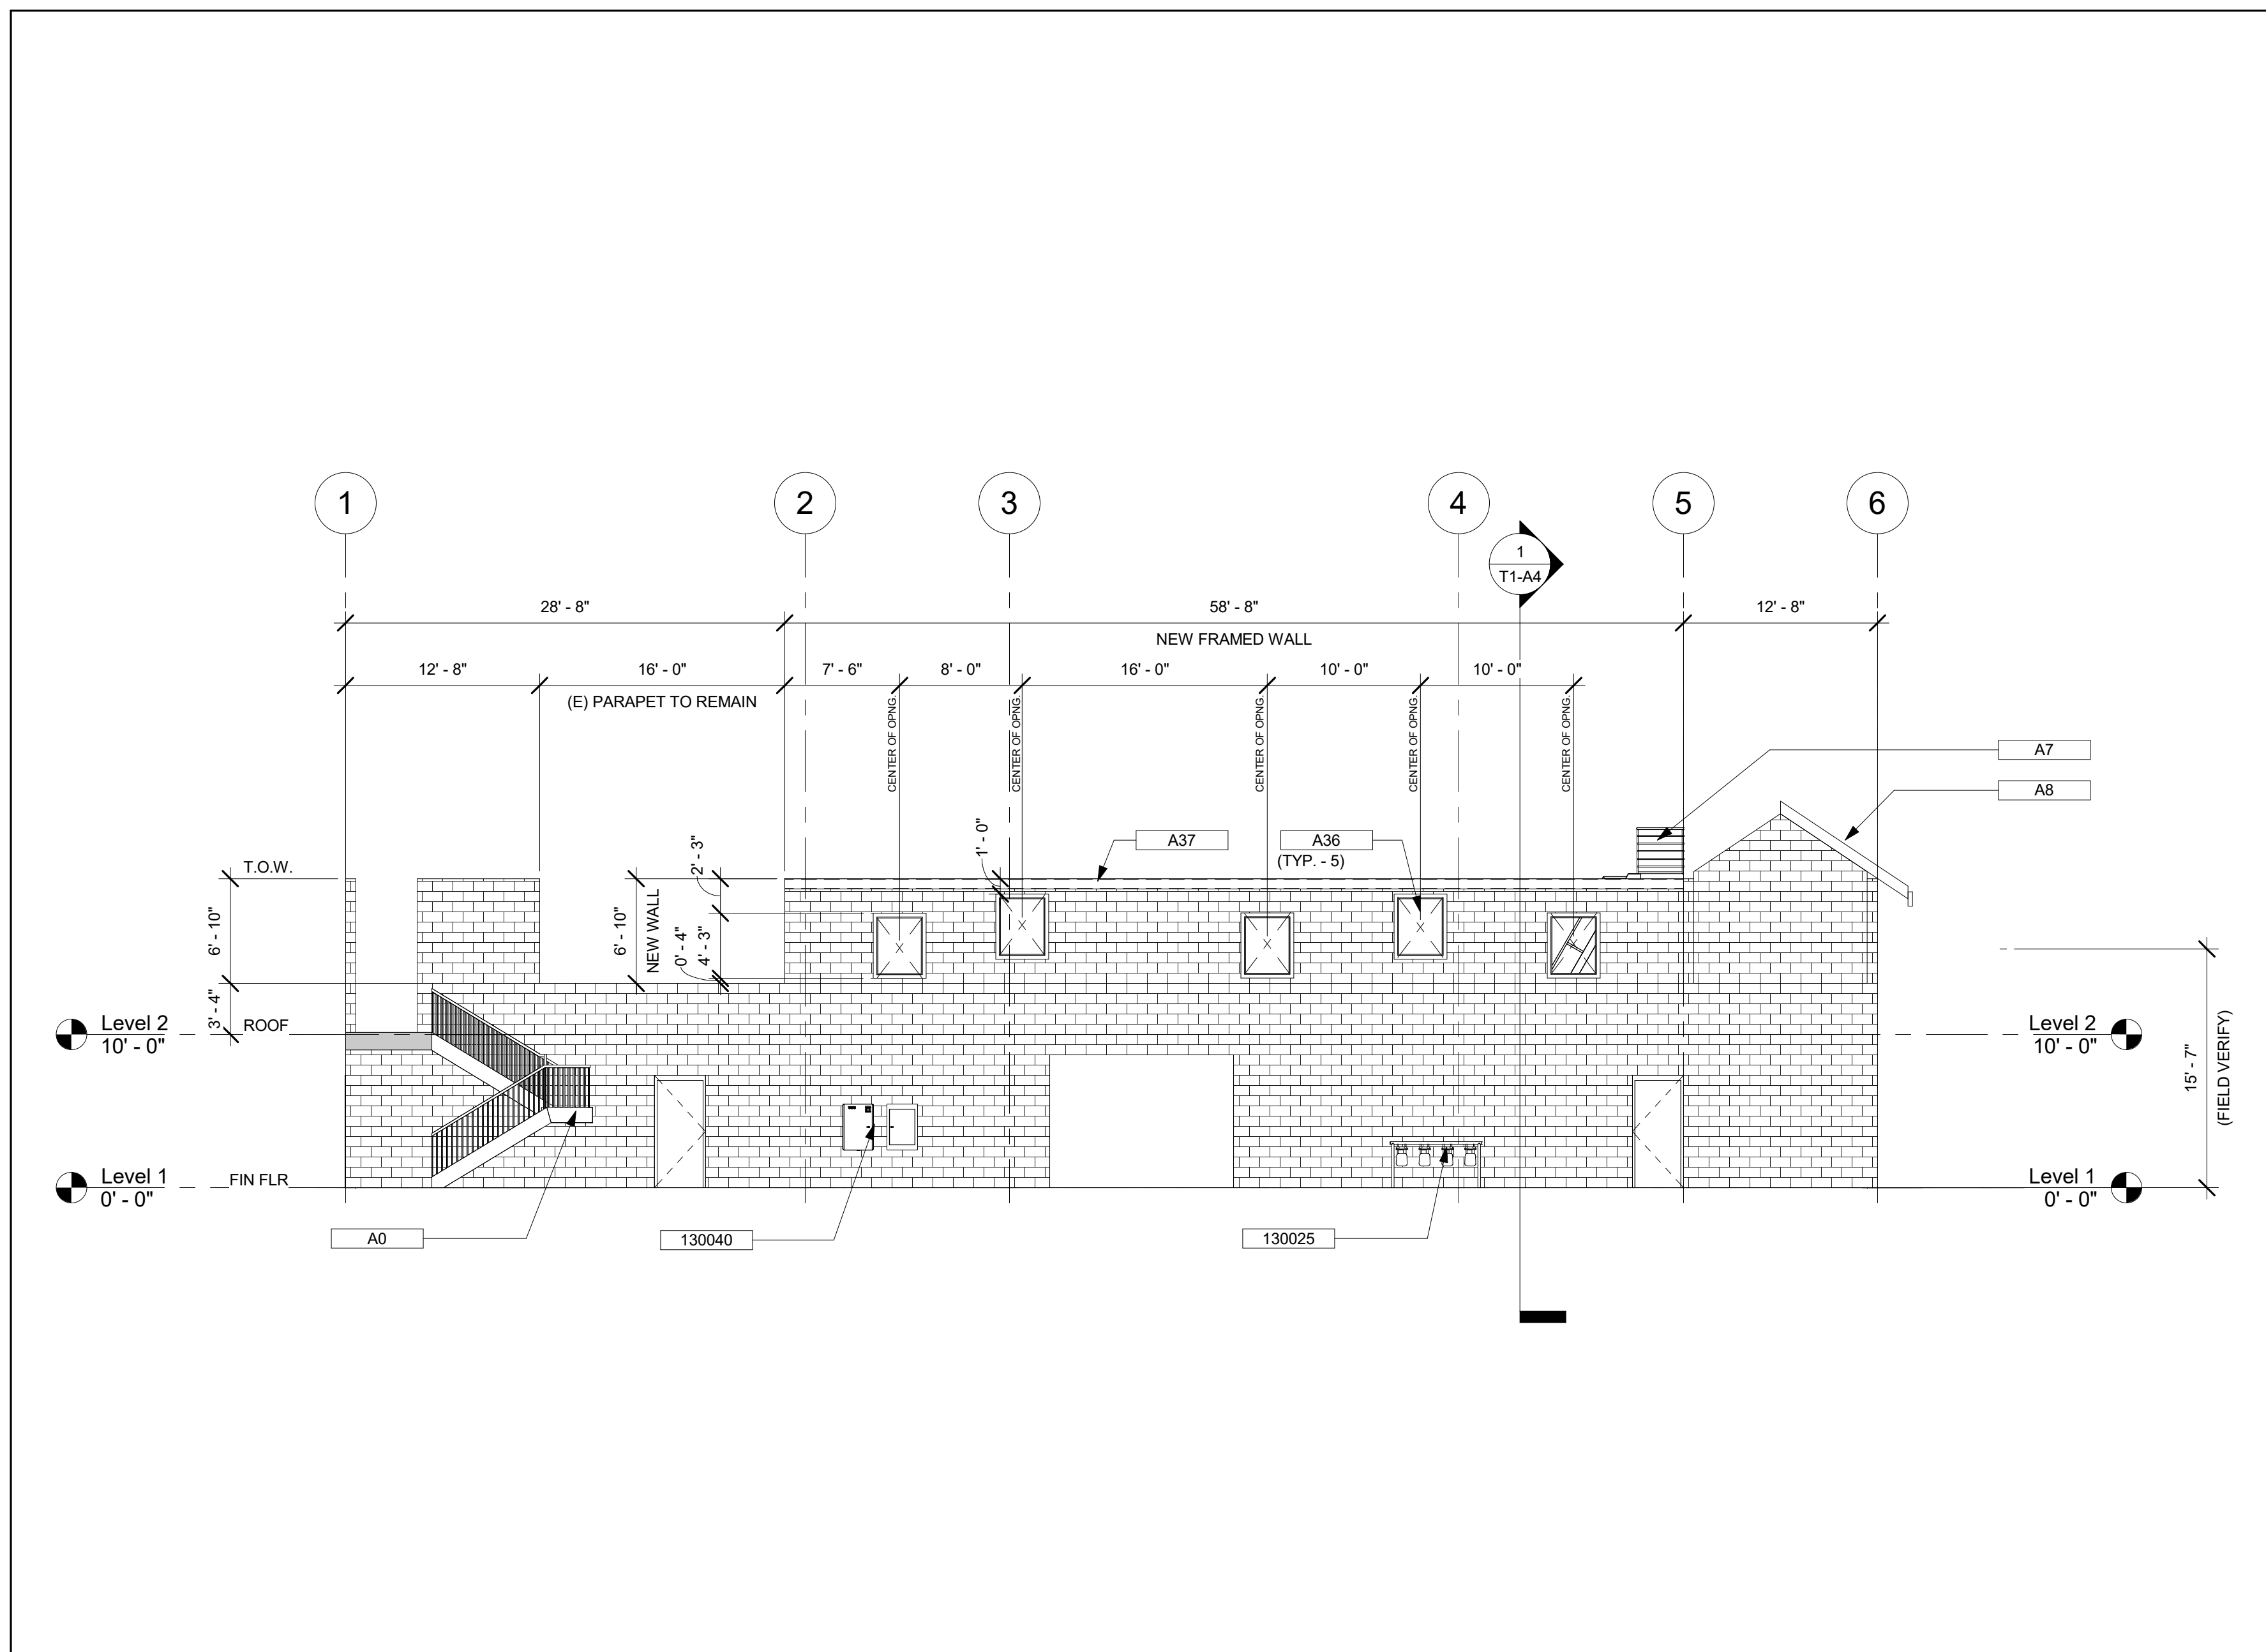 1
2
3
4
5
6
1
T1-A4
28' - 8"
58' - 8"
12' - 8"
NEW FRAMED WALL
12' - 8"
16' - 0"
7' - 6"
8' - 0"
16' - 0"
10' - 0"
10' - 0"
(E) PARAPET TO REMAIN
CENTER OF OPNG.
CENTER OF OPNG.
CENTER OF OPNG.
CENTER OF OPNG.
CENTER OF OPNG.
A7
A8
A37
A36
(TYP. - 5)
1' - 0"
2' - 3"
T.O.W.
6' - 10"
6' - 10"
NEW WALL
0' - 4"
4' - 3"
3' - 4"
ROOF
Level 2
10' - 0"
Level 2
10' - 0"
15' - 7"
(FIELD VERIFY)
Level 1
0' - 0"
FIN FLR
Level 1
0' - 0"
A0
130040
130025